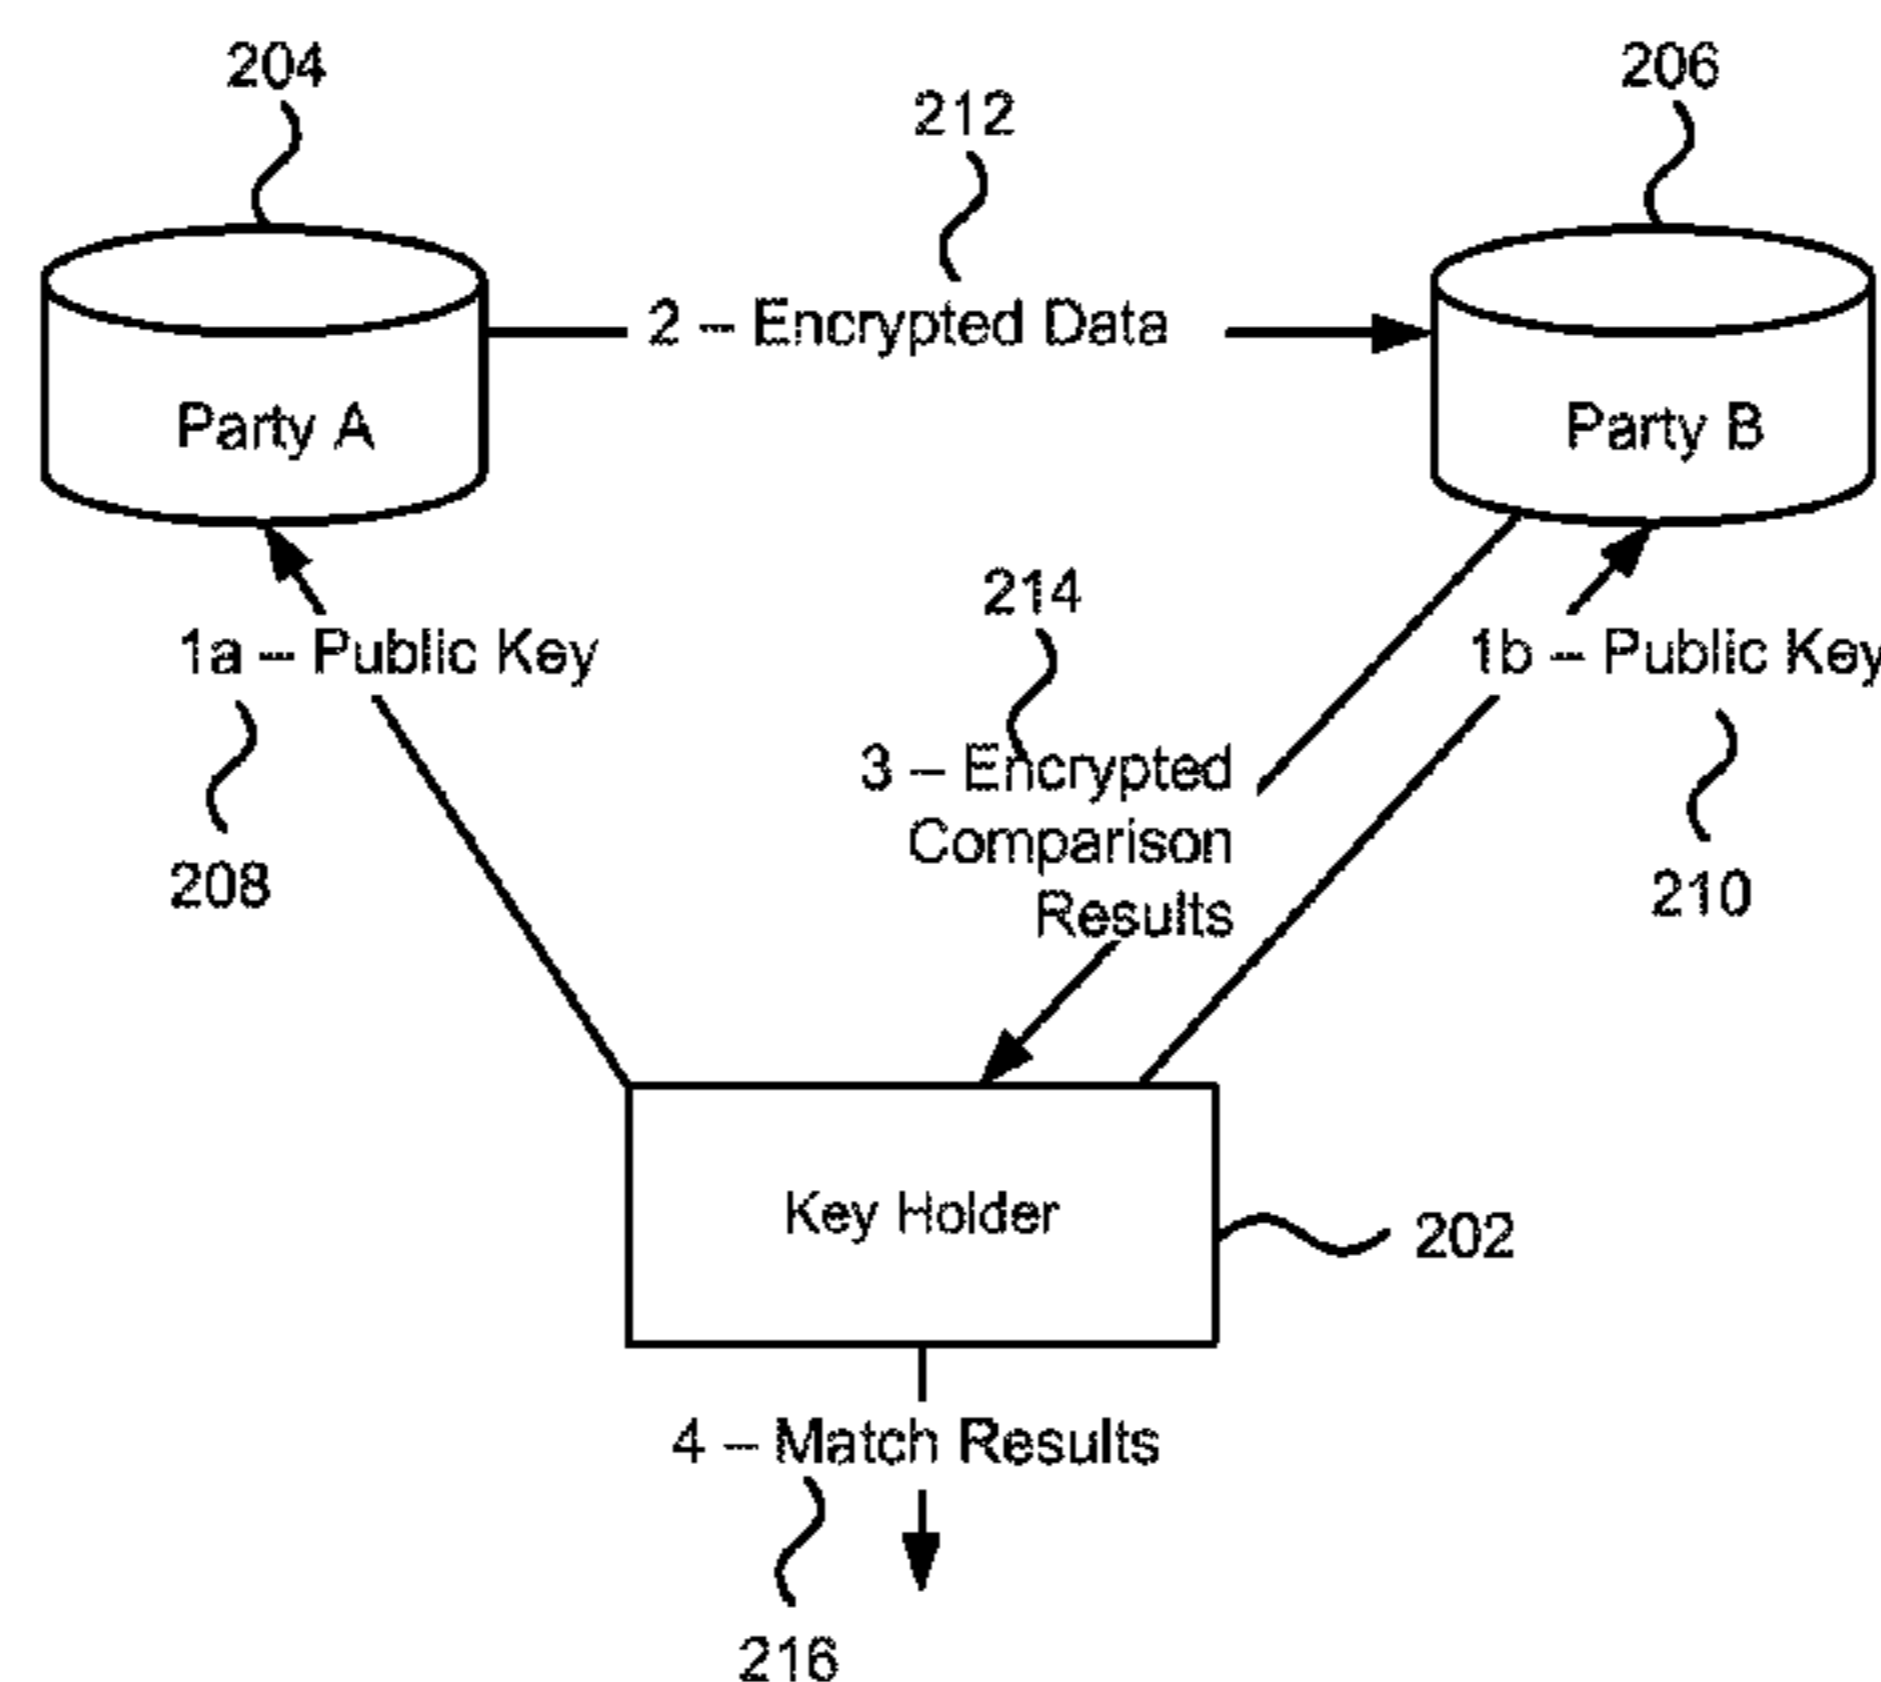 204
206
212
2 – Encrypted Data
Party A
Party B
214
1a – Public Key
1b – Public Key
3 – Encrypted
Comparison
Results
208
210
Key Holder
202
4 – Match Results
216